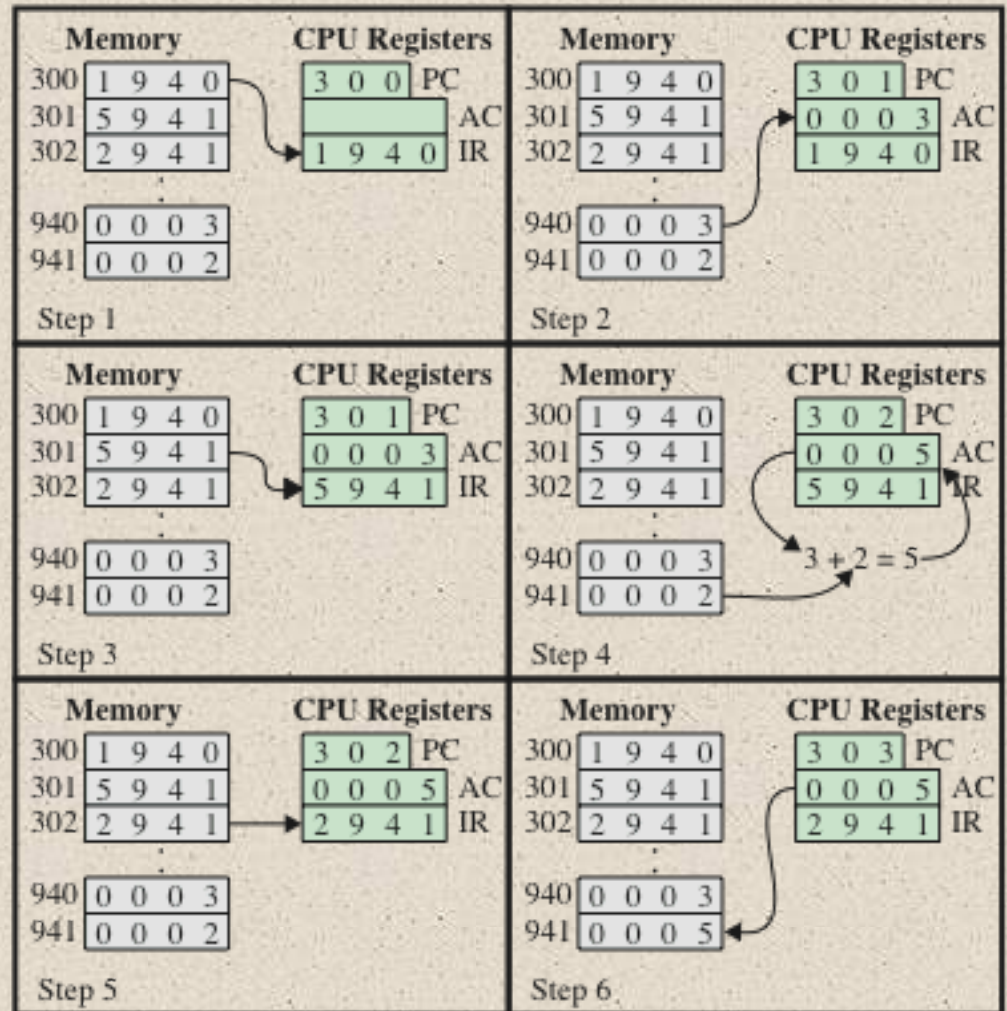 Memory CPU Registers
300 1 9 4 0 3 0 0 PC
301 5 9 4 1 AC
302 2 9 4 1 1 9 4 0 IR
940 0 0 0 3
941 0 0 0 2
Step 1
Memory CPU Registers
300 1 9 4 0 3 0 1 PC
301 5 9 4 1 0 0 0 3 AC
302 2 9 4 1 1 9 4 0 IR
940 0 0 0 3
941 0 0 0 2
Step 2
Memory CPU Registers
300 1 9 4 0 3 0 1 PC
301 5 9 4 1 0 0 0 3 AC
302 2 9 4 1 5 9 4 1 IR
940 0 0 0 3
941 0 0 0 2
Step 3
Memory CPU Registers
300 1 9 4 0 3 0 2 PC
301 5 9 4 1 0 0 0 5 AC
302 2 9 4 1 5 9 4 1 IR
940 0 0 0 3 3 + 2 = 5
941 0 0 0 2
Step 4
Memory CPU Registers
300 1 9 4 0 3 0 2 PC
301 5 9 4 1 0 0 0 5 AC
302 2 9 4 1 2 9 4 1 IR
940 0 0 0 3
941 0 0 0 2
Step 5
Memory CPU Registers
300 1 9 4 0 3 0 3 PC
301 5 9 4 1 0 0 0 5 AC
302 2 9 4 1 2 9 4 1 IR
940 0 0 0 3
941 0 0 0 5
Step 6